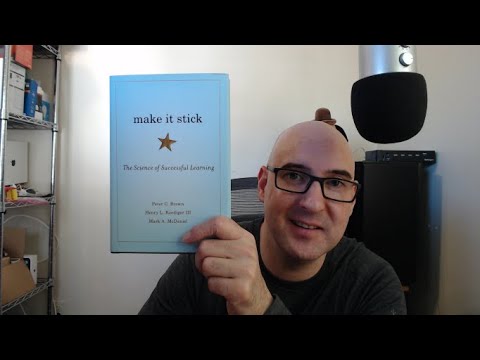 make it stick
The Science of Successful Learning
Peter C. Brown
Henry L. Roediger III
Mark A. McDaniel